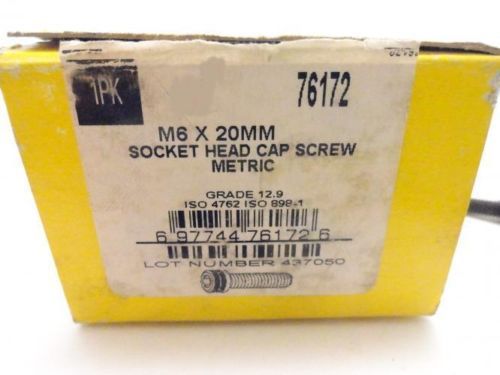 1PK
76172
M6 X 20MM
SOCKET HEAD CAP SCREW
METRIC
GRADE 12.9
ISO 4762 ISO 898-1
6 97744 76172 6
LOT NUMBER 437050